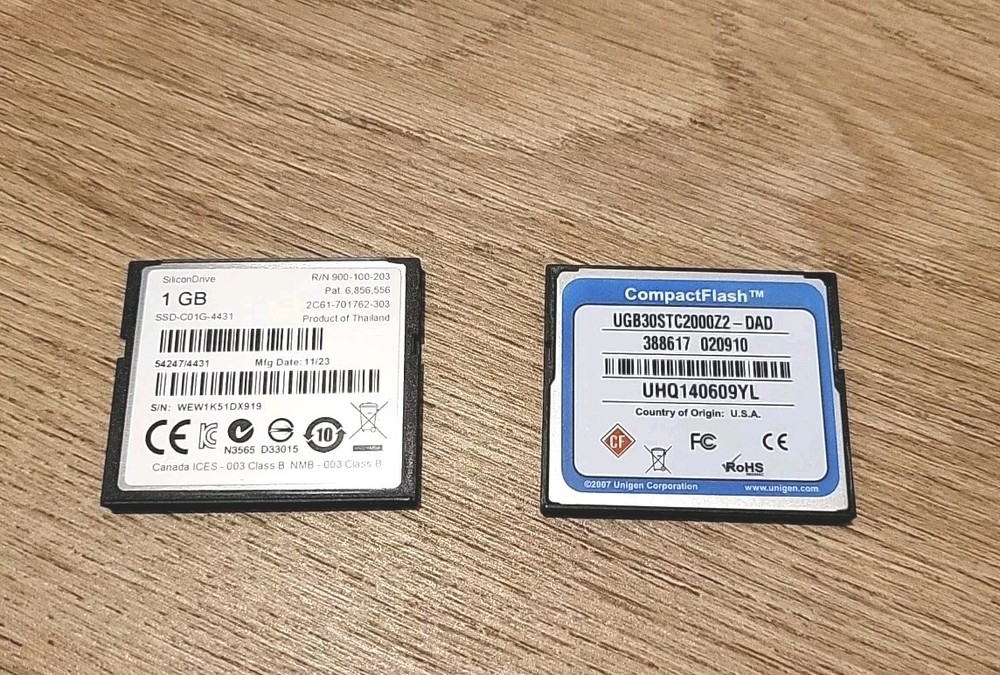 SiliconDrive
R/N 900-100-203
1 GB
Pat. 6,856,556
2C61-701762-303
SSD-C01G-4431
Product of Thailand
54247/4431
Mfg Date: 11/23
S/N: WEW1K51DX919
CE
10
N3565 D33015
Canada ICES - 003 Class B NMB - 003 Class B
CompactFlash™
UGB30STC2000Z2-DAD
388617 020910
UHQ140609YL
Country of Origin: U.S.A.
CF
FC
CE
RoHS
©2007 Unigen Corporation
www.unigen.com